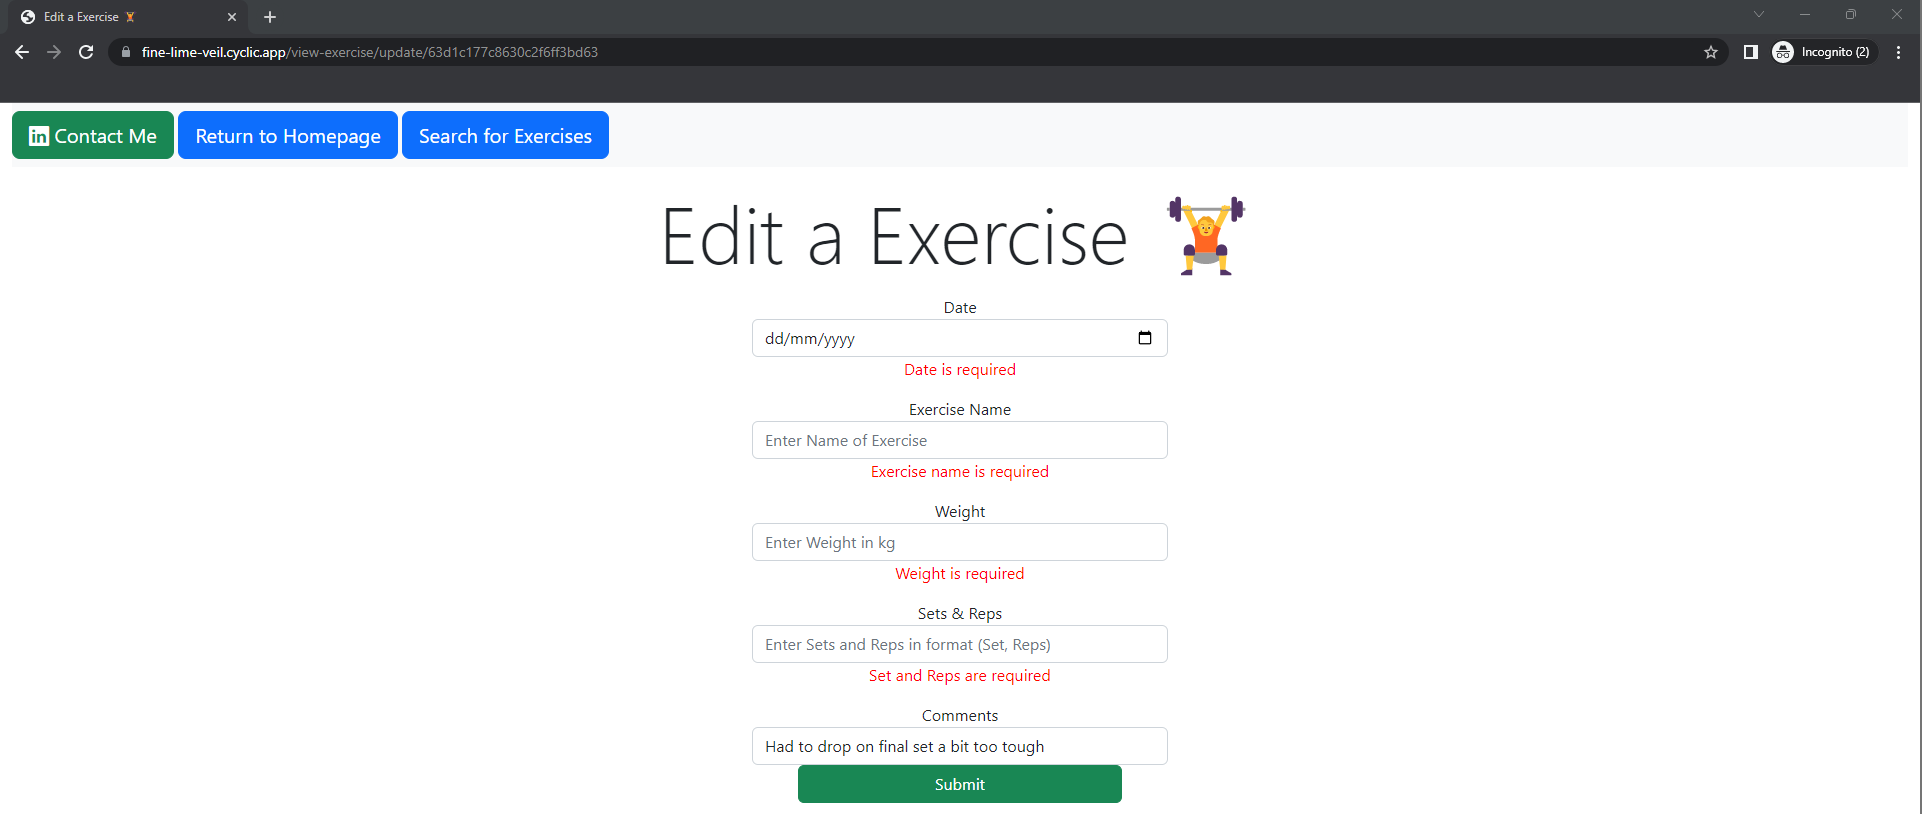 Edit a Exercise
fine-lime-veil.cyclic.app/view-exercise/update/63d1c177c8630c2f6ff3bd63
Incognito (2)
in Contact Me
Return to Homepage
Search for Exercises
Edit a Exercise
Date
dd/mm/yyyy
Date is required
Exercise Name
Enter Name of Exercise
Exercise name is required
Weight
Enter Weight in kg
Weight is required
Sets & Reps
Enter Sets and Reps in format (Set, Reps)
Set and Reps are required
Comments
Had to drop on final set a bit too tough
Submit